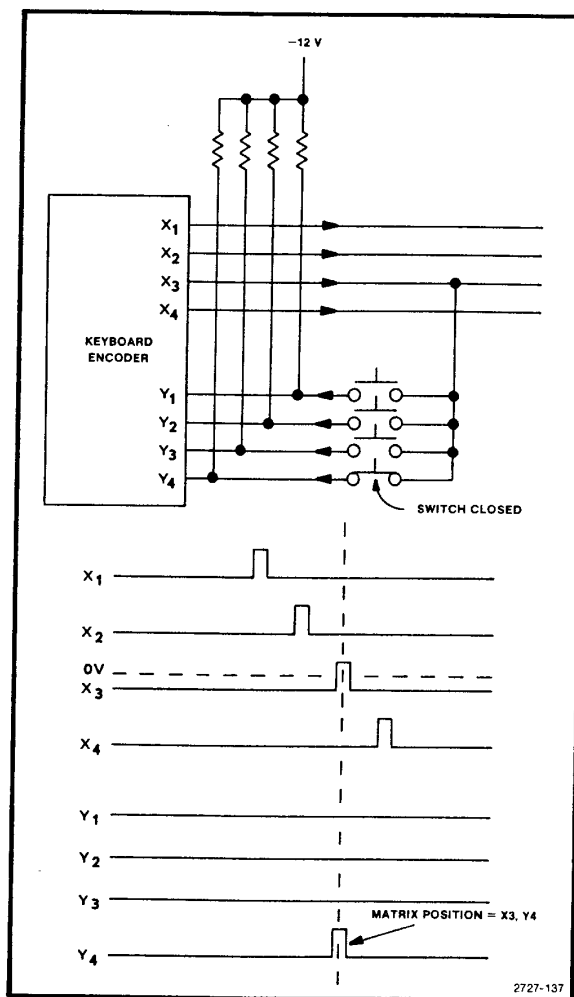 –12 V
X1
X2
X3
X4
KEYBOARD
ENCODER
Y1
Y2
Y3
Y4
SWITCH CLOSED
X1
X2
0V
X3
X4
Y1
Y2
Y3
MATRIX POSITION = X3, Y4
Y4
2727-137